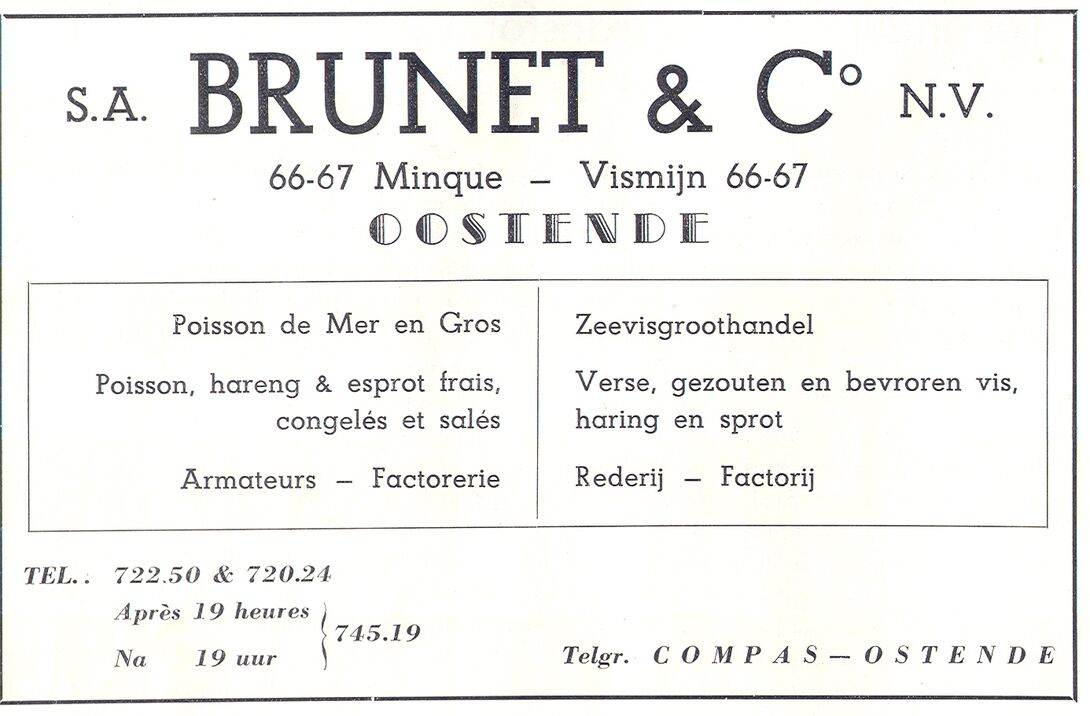 S.A. BRUNET & Cº N.V.
66-67 Minque – Vismijn 66-67
OOSTENDE
Poisson de Mer en Gros
Poisson, hareng & esprot frais,
congelés et salés
Armateurs – Factorerie
Zeevisgroothandel
Verse, gezouten en bevroren vis,
haring en sprot
Rederij – Factorij
TEL.: 722.50 & 720.24
Après 19 heures
Na 19 uur
745.19
Telgr. COMPAS – OSTENDE